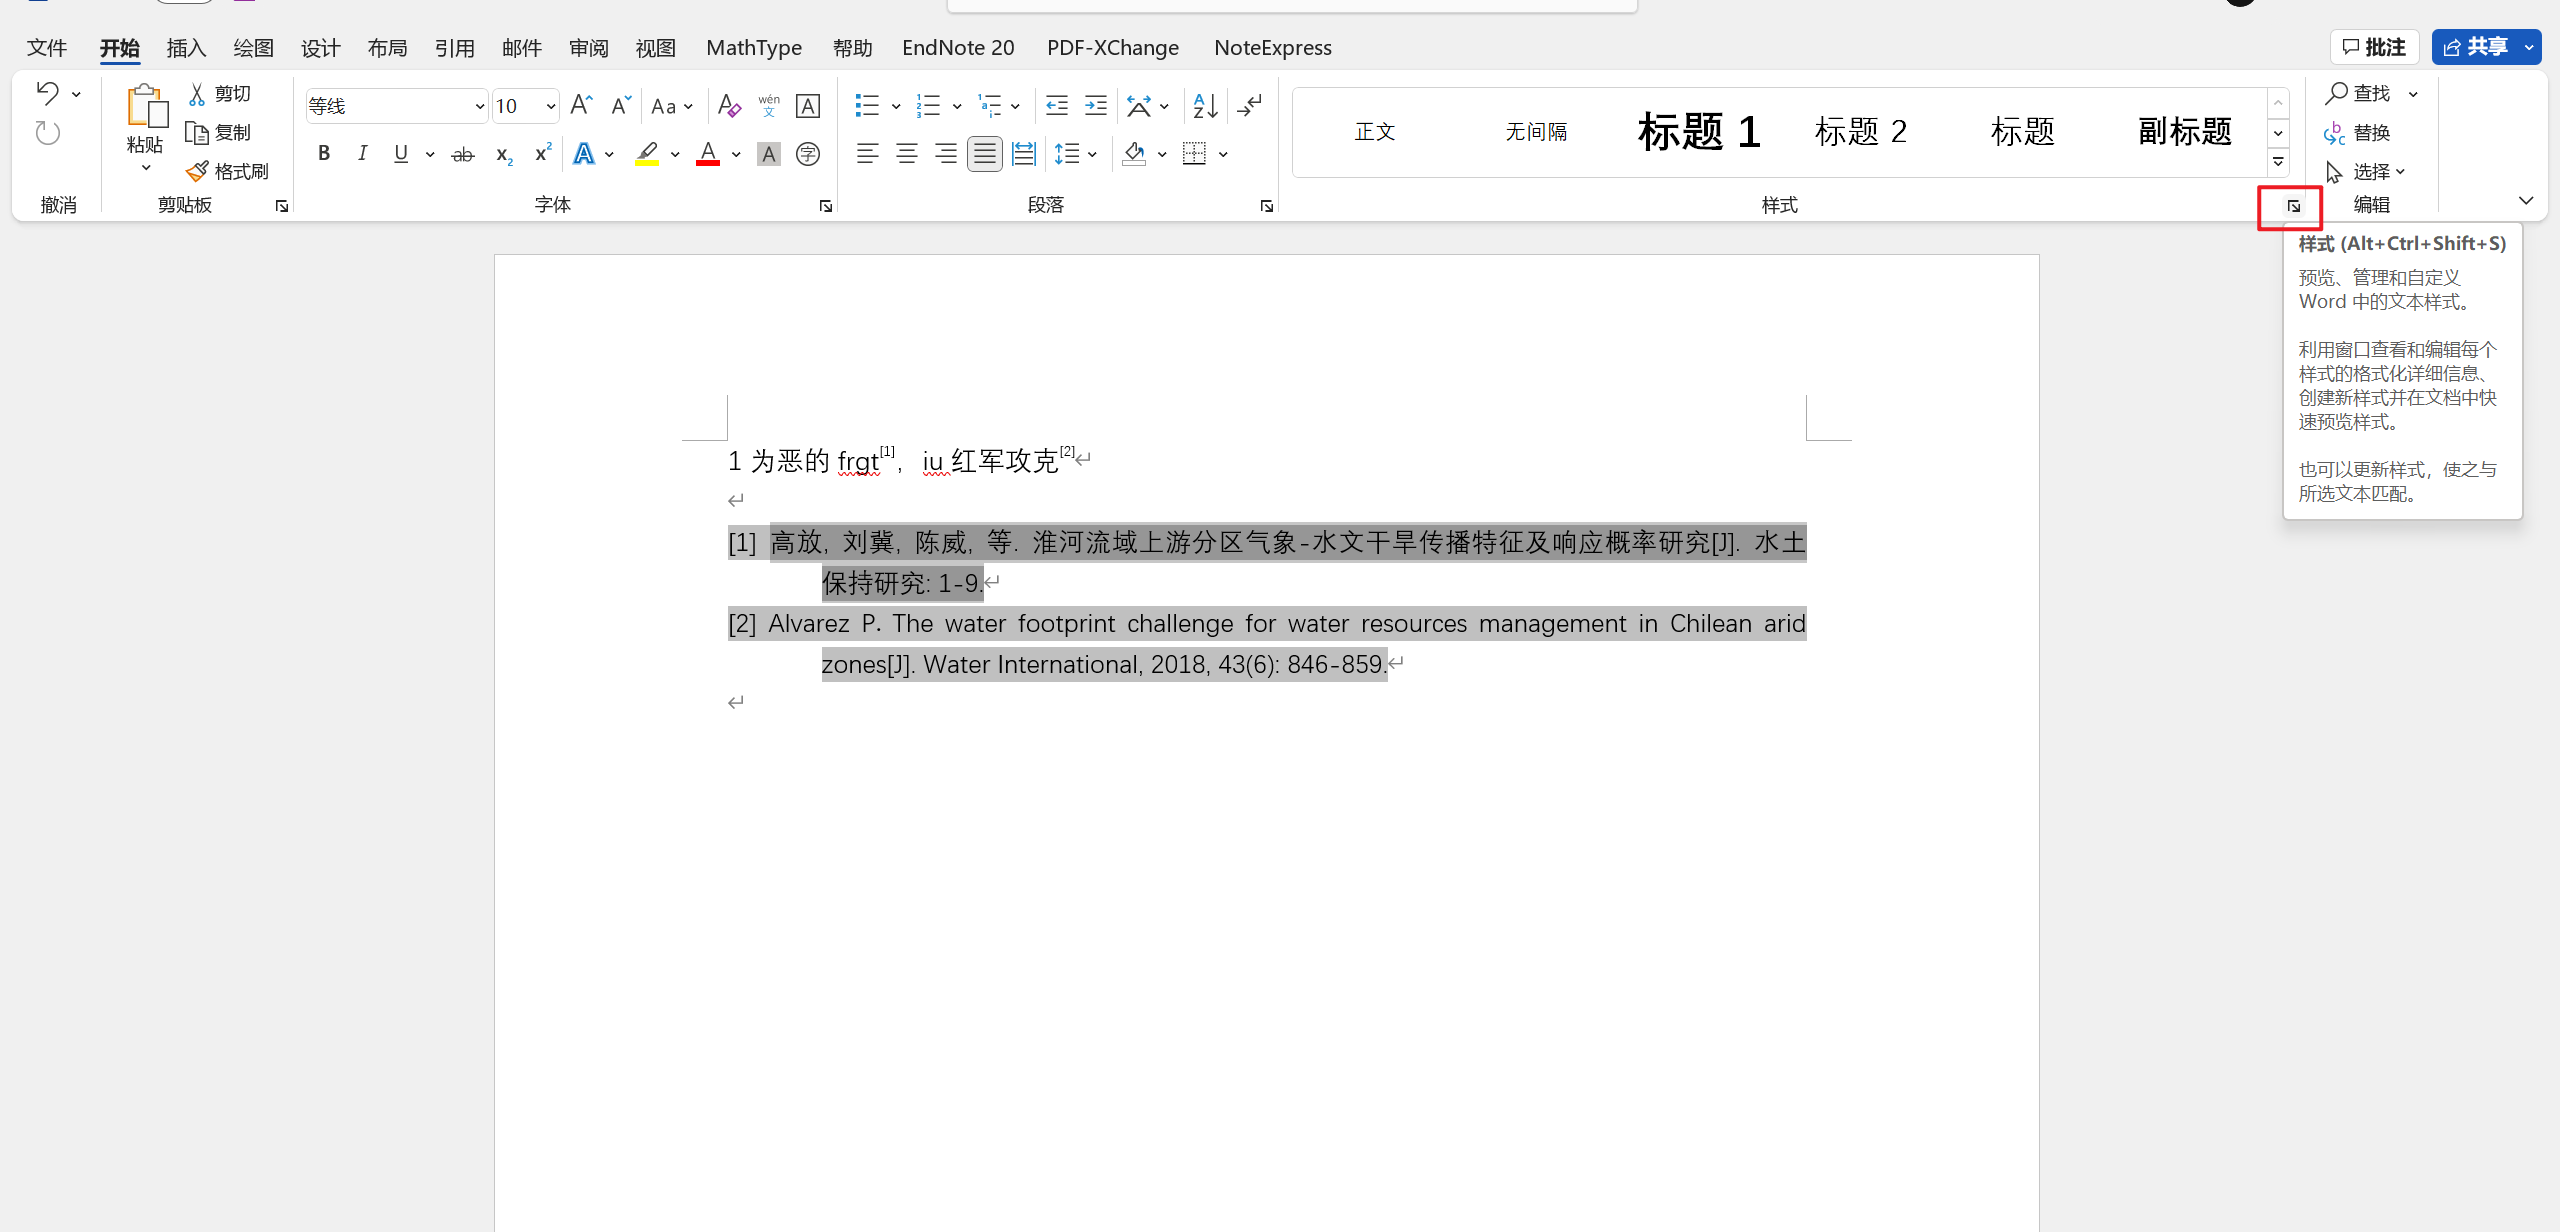 文件 开始 插入 绘图 设计 布局 引用 邮件 审阅 视图 MathType 帮助 EndNote 20 PDF-XChange NoteExpress 批注 共享
剪切
复制
格式刷
粘贴
撤消
剪贴板
等线 10
Aa
wén
文
A
B I U ab x₂ x² A A A 字
字体
段落
正文 无间隔 标题 1 标题 2 标题 副标题
样式
查找
替换
选择
编辑
样式 (Alt+Ctrl+Shift+S)
预览、管理和自定义
Word 中的文本样式。
利用窗口查看和编辑每个
样式的格式化详细信息、
创建新样式并在文档中快
速预览样式。
也可以更新样式，使之与
所选文本匹配。
1 为恶的 frgt[1]，iu 红军攻克[2]
[1] 高放, 刘冀, 陈威, 等. 淮河流域上游分区气象-水文干旱传播特征及响应概率研究[J]. 水土
保持研究: 1-9.
[2] Alvarez P. The water footprint challenge for water resources management in Chilean arid
zones[J]. Water International, 2018, 43(6): 846-859.